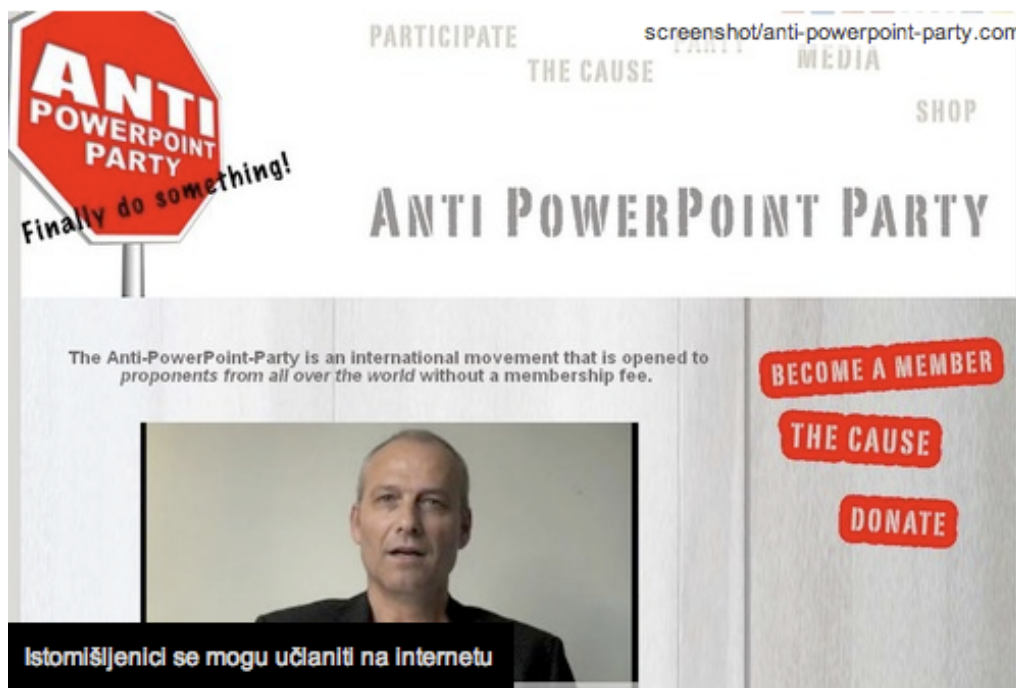 screenshot/anti-powerpoint-party.com
PARTICIPATE
THE CAUSE
PARTY
MEDIA
SHOP
ANTI
POWERPOINT
PARTY
Finally do something!
ANTI POWERPOINT PARTY
The Anti-PowerPoint-Party is an international movement that is opened to
proponents from all over the world without a membership fee.
BECOME A MEMBER
THE CAUSE
DONATE
Istomišljenici se mogu učlaniti na internetu